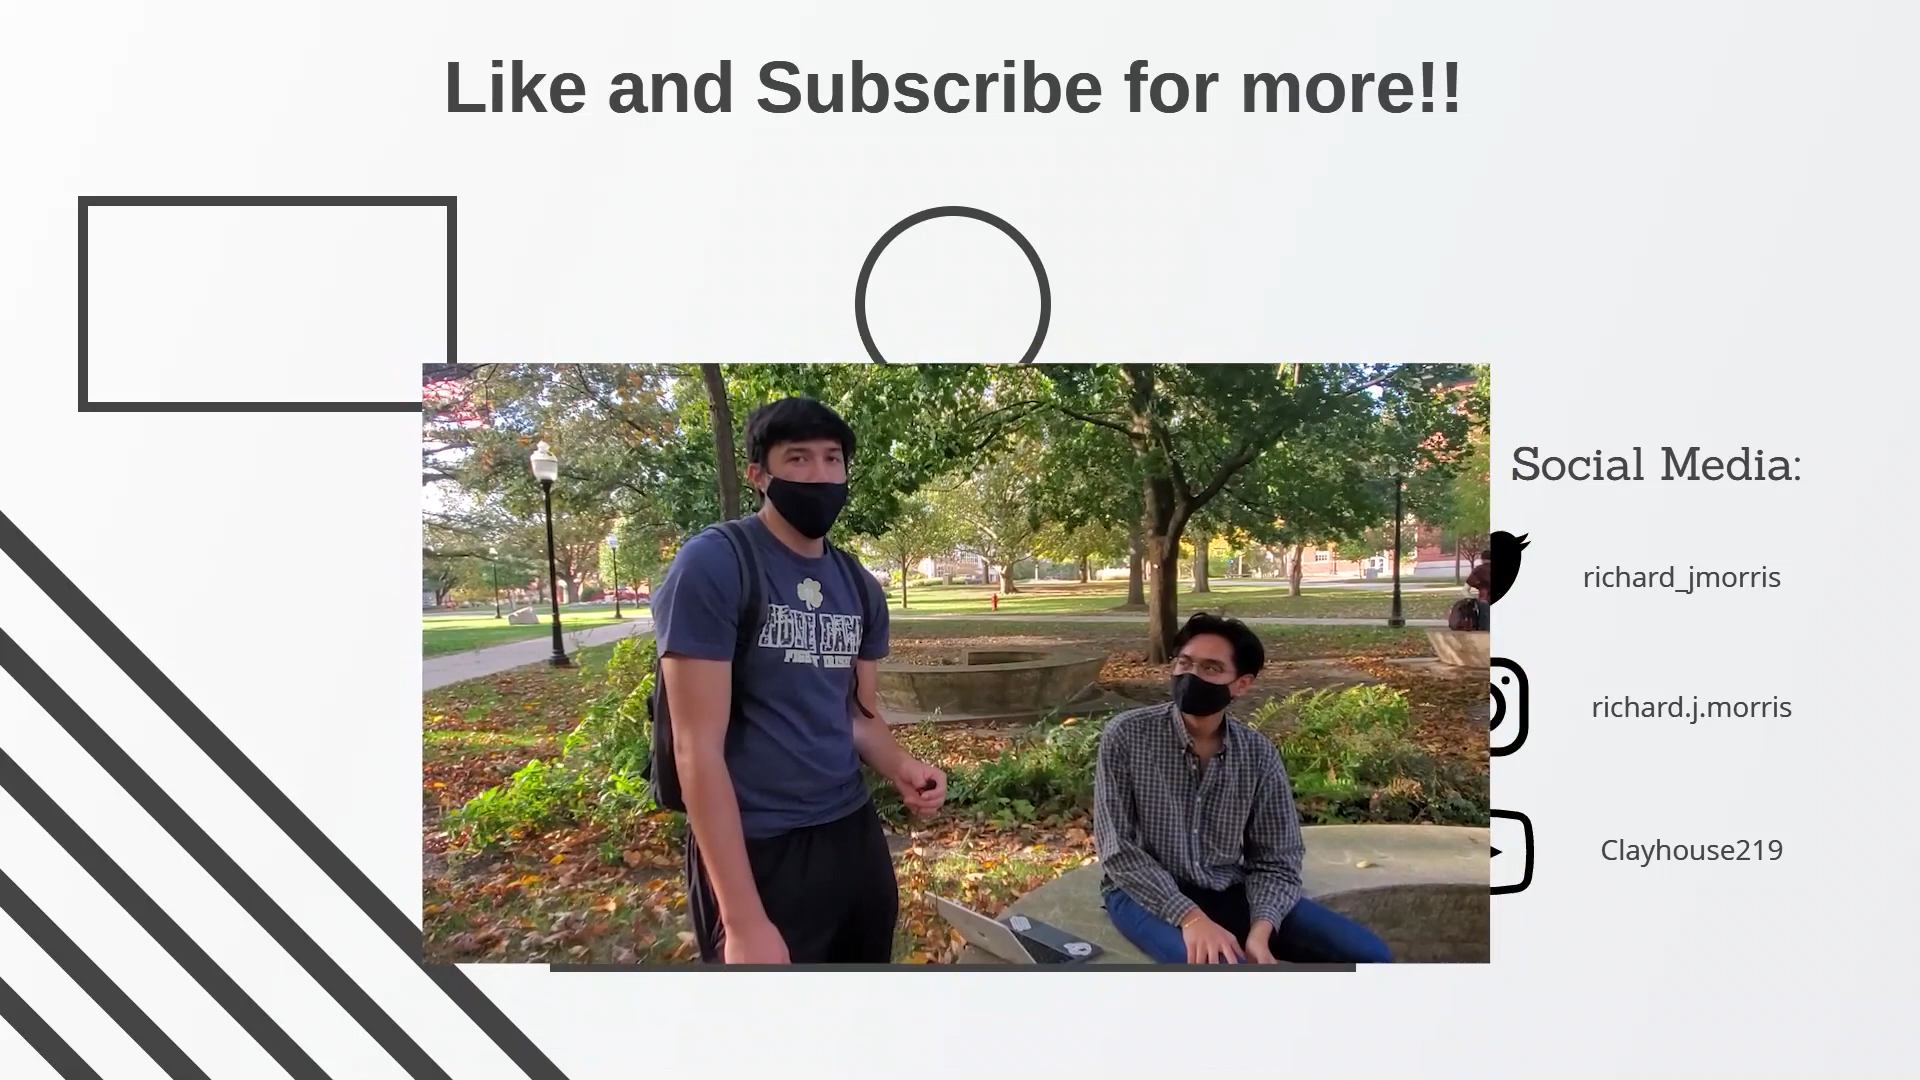 Like and Subscribe for more!!
Social Media:
richard_jmorris
richard.j.morris
Clayhouse219